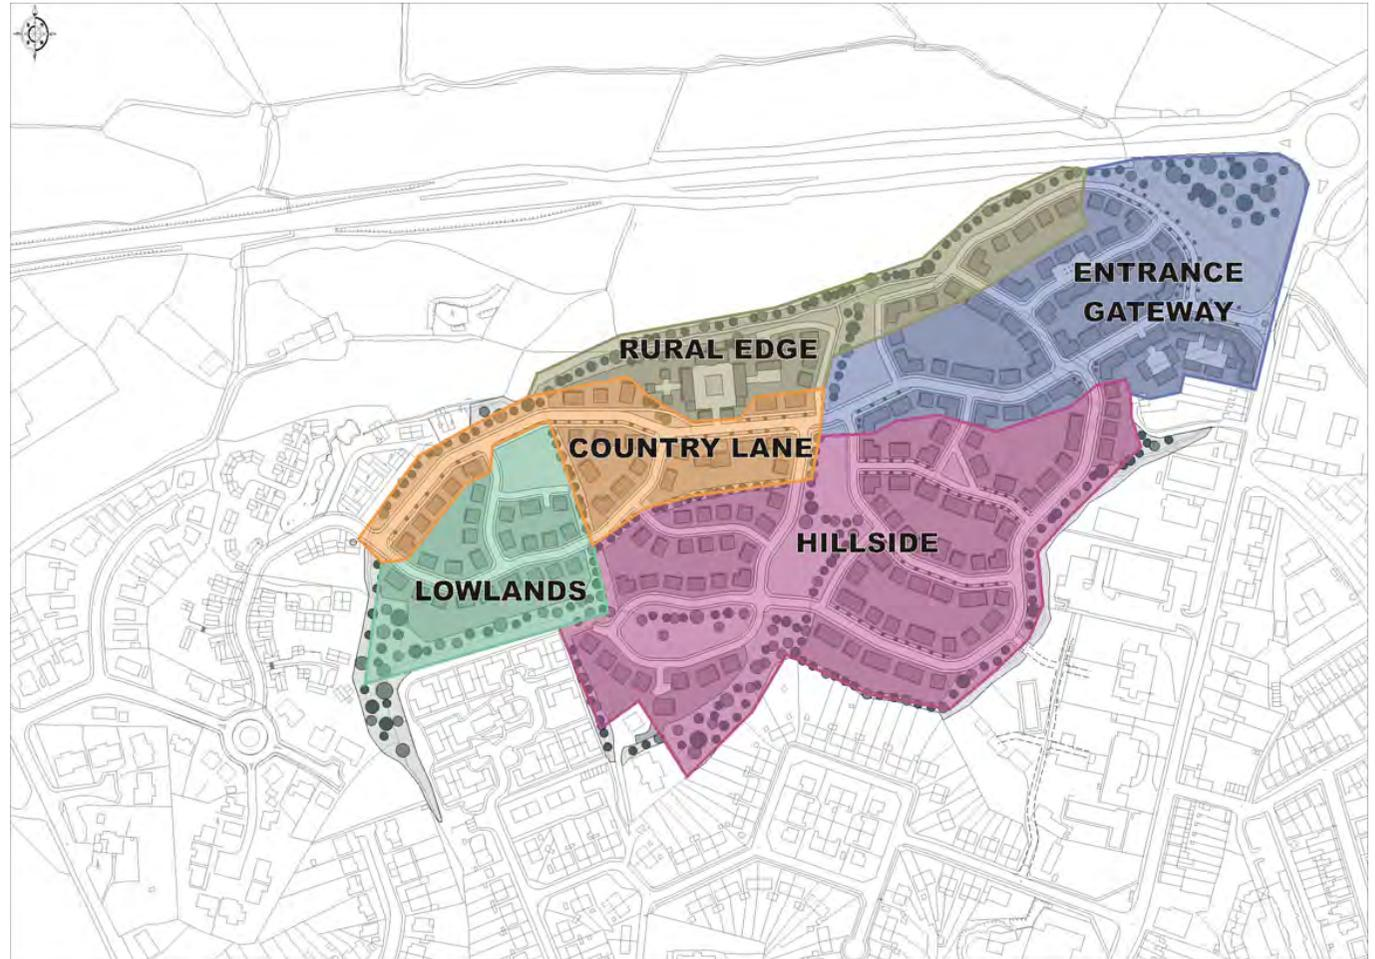 ENTRANCE
GATEWAY
RURAL EDGE
COUNTRY LANE
HILLSIDE
LOWLANDS